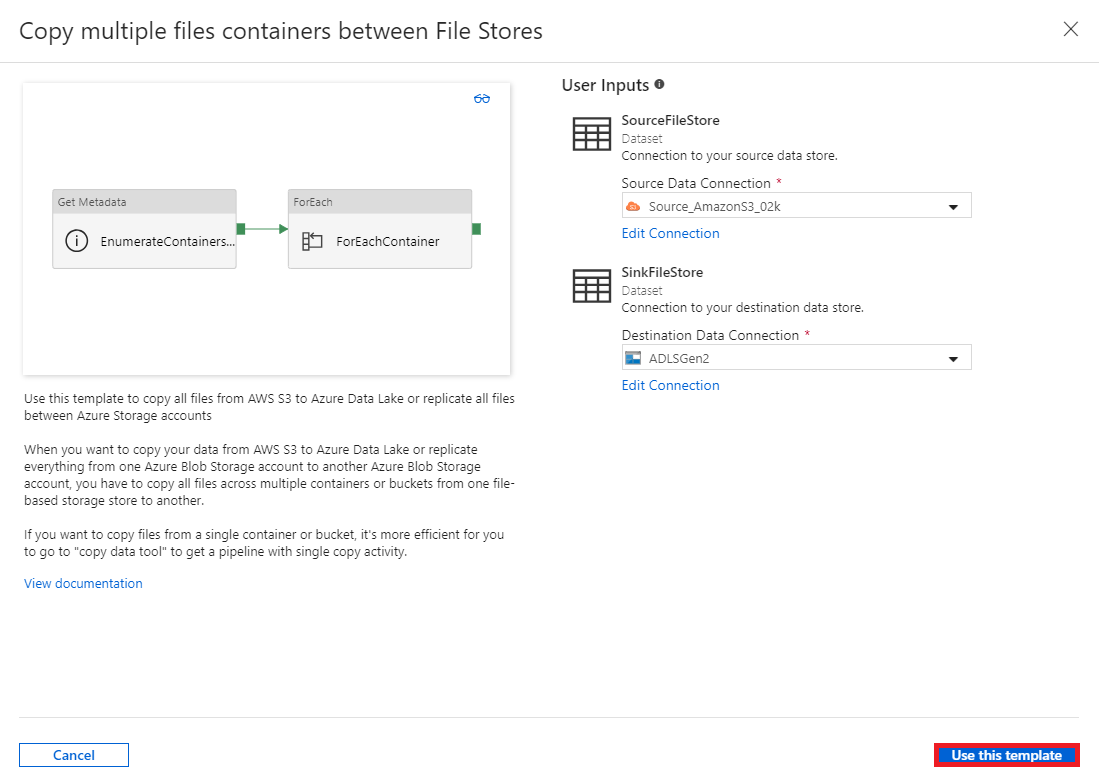 Copy multiple files containers between File Stores
Get Metadata
EnumerateContainers...
ForEach
ForEachContainer
Use this template to copy all files from AWS S3 to Azure Data Lake or replicate all files
between Azure Storage accounts
When you want to copy your data from AWS S3 to Azure Data Lake or replicate
everything from one Azure Blob Storage account to another Azure Blob Storage
account, you have to copy all files across multiple containers or buckets from one file-
based storage store to another.
If you want to copy files from a single container or bucket, it's more efficient for you
to go to "copy data tool" to get a pipeline with single copy activity.
View documentation
User Inputs
SourceFileStore
Dataset
Connection to your source data store.
Source Data Connection *
S3 Source_AmazonS3_02k
Edit Connection
SinkFileStore
Dataset
Connection to your destination data store.
Destination Data Connection *
ADLSGen2
Edit Connection
Cancel
Use this template